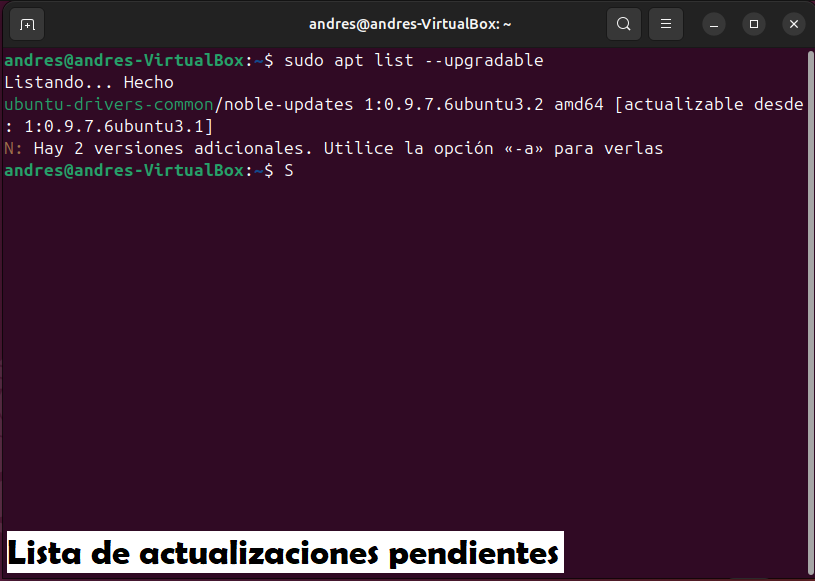 andres@andres-VirtualBox: ~
andres@andres-VirtualBox:~$ sudo apt list --upgradable
Listando... Hecho
ubuntu-drivers-common/noble-updates 1:0.9.7.6ubuntu3.2 amd64 [actualizable desde
: 1:0.9.7.6ubuntu3.1]
N: Hay 2 versiones adicionales. Utilice la opción «-a» para verlas
andres@andres-VirtualBox:~$ S
Lista de actualizaciones pendientes